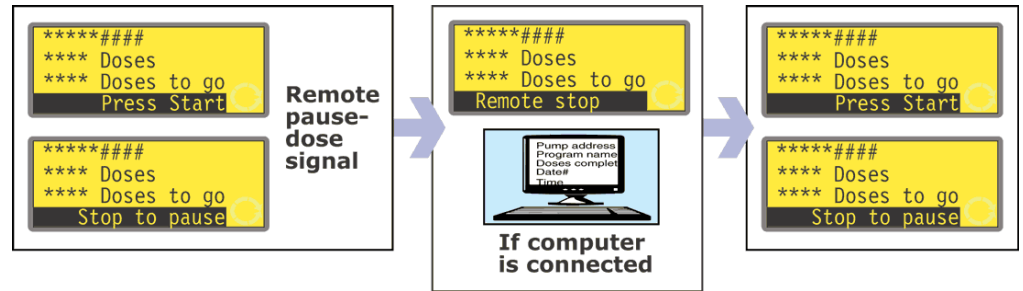 *****####
**** Doses
**** Doses to go
Press Start
*****####
**** Doses
**** Doses to go
Stop to pause
Remote
pause-
dose
signal
*****####
**** Doses
**** Doses to go
Remote stop
Pump address
Program name
Doses complet
Date#
Time
If computer
is connected
*****####
**** Doses
**** Doses to go
Press Start
*****####
**** Doses
**** Doses to go
Stop to pause